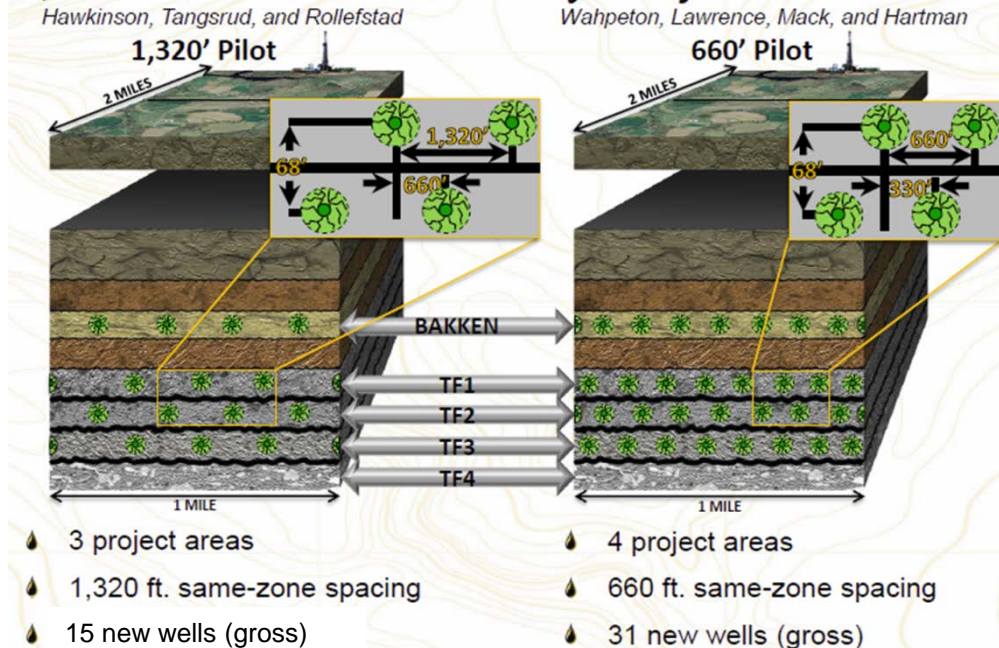 Hawkinson, Tangsrud, and Rollefstad
1,320’ Pilot
2 MILES
1,320’
68’
660’
1 MILE
3 project areas
1,320 ft. same-zone spacing
15 new wells (gross)
BAKKEN
TF1
TF2
TF3
TF4
Wahpeton, Lawrence, Mack, and Hartman
660’ Pilot
2 MILES
660’
68’
330’
1 MILE
4 project areas
660 ft. same-zone spacing
31 new wells (gross)